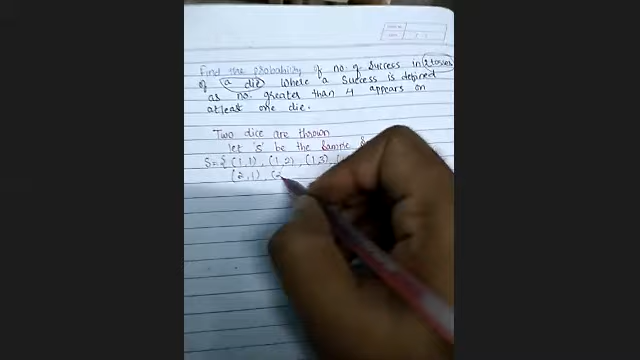 Find the probability of no. of Success in 2 tosses
of a die Where a Success is defined
as no. greater than 4 appears on
atleast one die.
Two dice are thrown
let 'S' be the Sample
S = { (1,1), (1,2), (1,3), (1
(2,1), (2